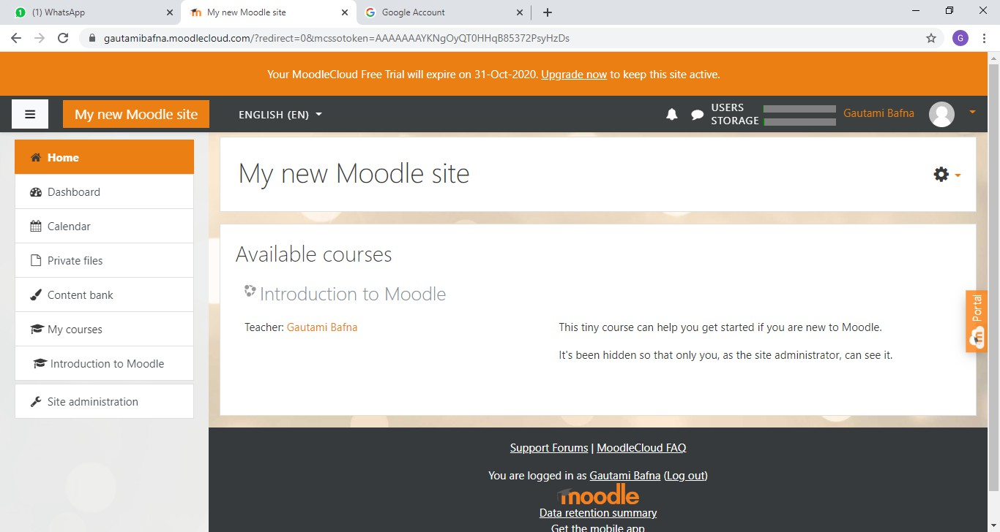 (1) WhatsApp
My new Moodle site
Google Account
gautamibafna.moodlecloud.com/?redirect=0&mcssotoken=AAAAAAAYKNgOyQT0HHqB85372PsyHzDs
G
Your MoodleCloud Free Trial will expire on 31-Oct-2020. Upgrade now to keep this site active.
My new Moodle site
ENGLISH (EN)
USERS
STORAGE
Gautami Bafna
Home
Dashboard
Calendar
Private files
Content bank
My courses
Introduction to Moodle
Site administration
My new Moodle site
Available courses
Introduction to Moodle
Teacher: Gautami Bafna
This tiny course can help you get started if you are new to Moodle.
It's been hidden so that only you, as the site administrator, can see it.
Portal
Support Forums | MoodleCloud FAQ
You are logged in as Gautami Bafna (Log out)
moodle
Data retention summary
Get the mobile app